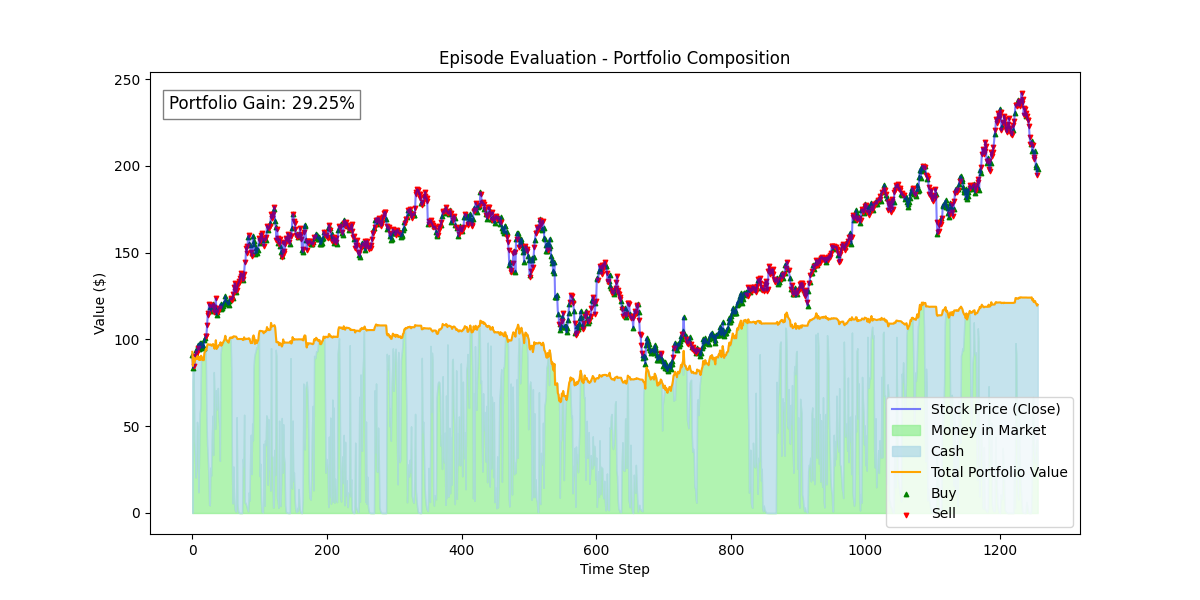 Episode Evaluation - Portfolio Composition
Portfolio Gain: 29.25%
Value ($)
250
200
150
100
50
0
0 200 400 600 800 1000 1200
Time Step
Stock Price (Close)
Money in Market
Cash
Total Portfolio Value
Buy
Sell